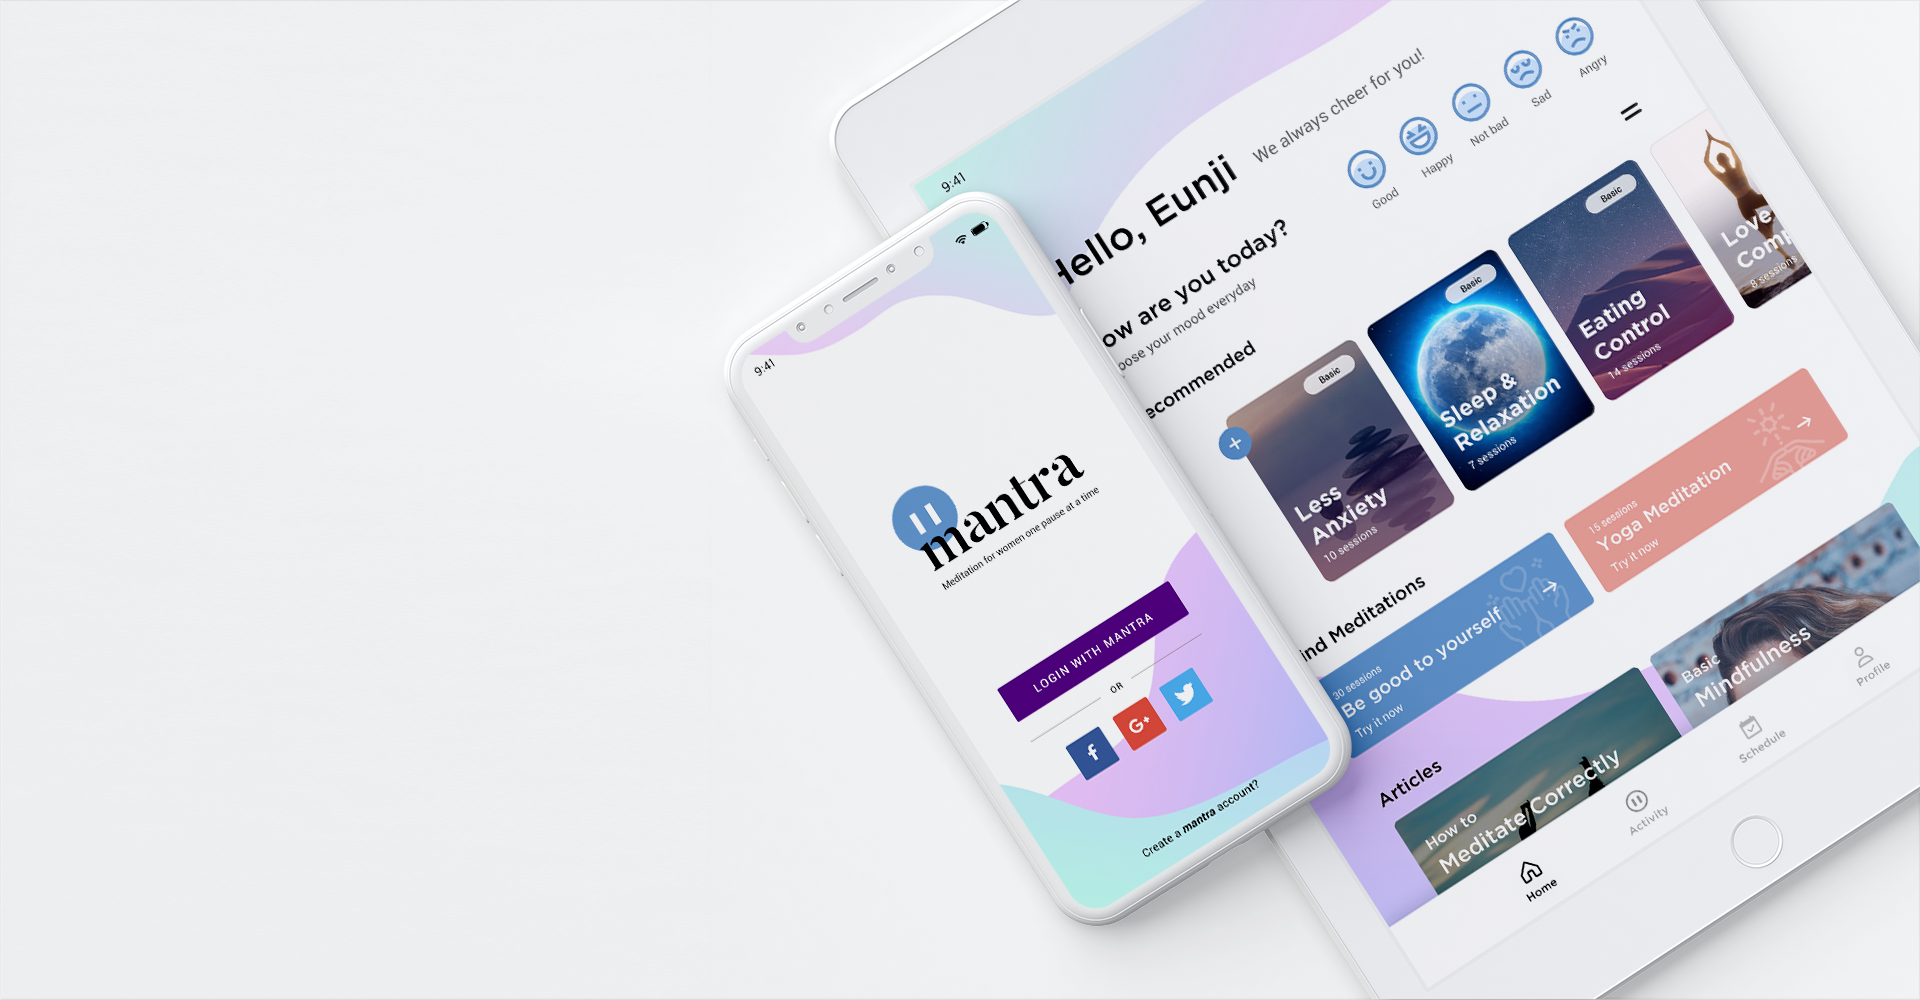 9:41
mantra
Meditation for women one pause at a time
LOGIN WITH MANTRA
OR
f
G+
Create a mantra account?
9:41
Hello, Eunji
We always cheer for you!
ow are you today?
oose your mood everyday
Good
Happy
Not bad
Sad
Angry
ecommended
Basic
Less
Anxiety
10 sessions
Basic
Sleep &
Relaxation
7 sessions
Basic
Eating
Control
14 sessions
Love
Comp
8 sessions
ind Meditations
30 sessions
Be good to yourself
Try it now
15 sessions
Yoga Meditation
Try it now
Articles
How to
Meditate Correctly
Basic
Mindfulness
Home
Activity
Schedule
Profile